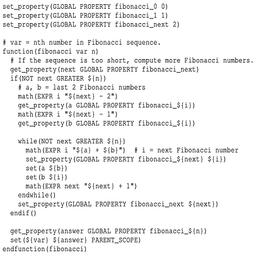 set_property(GLOBAL PROPERTY fibonacci_0 0)
set_property(GLOBAL PROPERTY fibonacci_1 1)
set_property(GLOBAL PROPERTY fibonacci_next 2)

# var = nth number in Fibonacci sequence.
function(fibonacci var n)
  # If the sequence is too short, compute more Fibonacci numbers.
  get_property(next GLOBAL PROPERTY fibonacci_next)
  if(NOT next GREATER ${n})
    # a, b = last 2 Fibonacci numbers
    math(EXPR i "${next} - 2")
    get_property(a GLOBAL PROPERTY fibonacci_${i})
    math(EXPR i "${next} - 1")
    get_property(b GLOBAL PROPERTY fibonacci_${i})

    while(NOT next GREATER ${n})
      math(EXPR i "${a} + ${b}")  # i = next Fibonacci number
      set_property(GLOBAL PROPERTY fibonacci_${next} ${i})
      set(a ${b})
      set(b ${i})
      math(EXPR next "${next} + 1")
    endwhile()
    set_property(GLOBAL PROPERTY fibonacci_next ${next})
  endif()

  get_property(answer GLOBAL PROPERTY fibonacci_${n})
  set(${var} ${answer} PARENT_SCOPE)
endfunction(fibonacci)